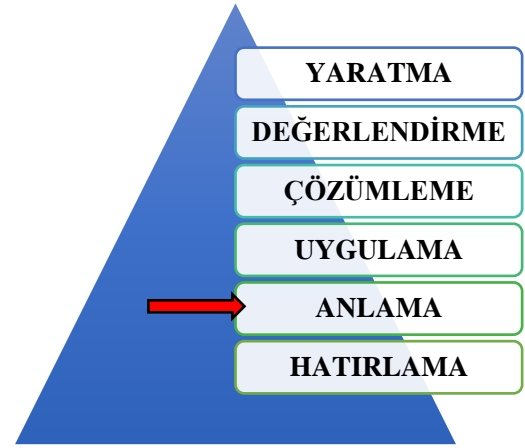 YARATMA
DEĞERLENDİRME
ÇÖZÜMLEME
UYGULAMA
ANLAMA
HATIRLAMA